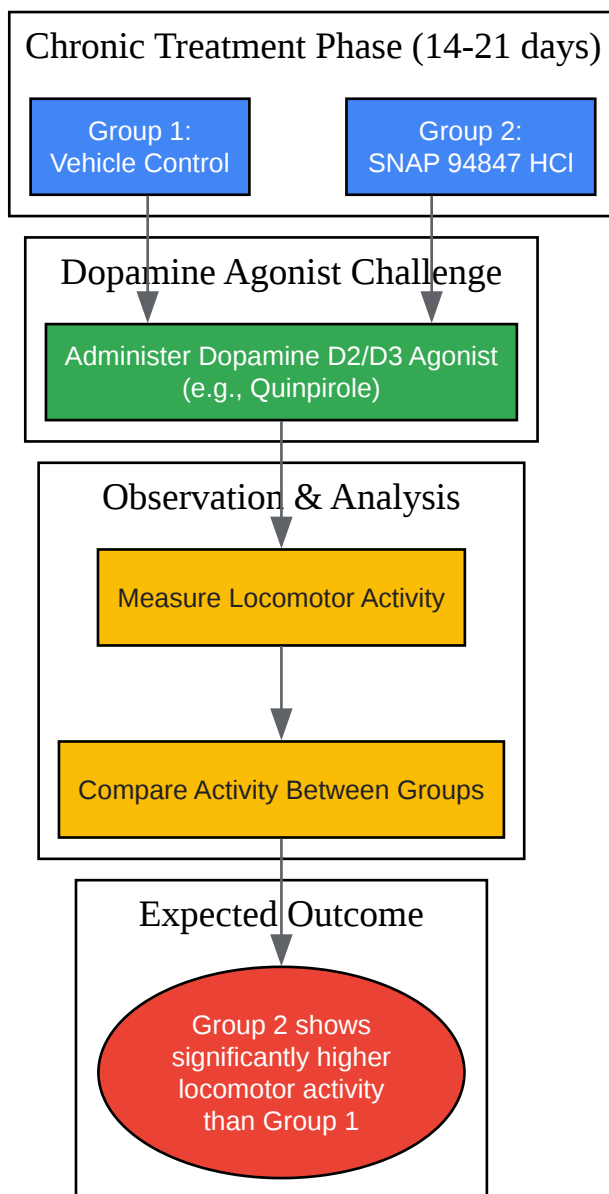 Chronic Treatment Phase (14-21 days)
Group 1:
Vehicle Control
Group 2:
SNAP 94847 HCl
Dopamine Agonist Challenge
Administer Dopamine D2/D3 Agonist
(e.g., Quinpirole)
Observation & Analysis
Measure Locomotor Activity
Compare Activity Between Groups
Expected Outcome
Group 2 shows
significantly higher
locomotor activity
than Group 1